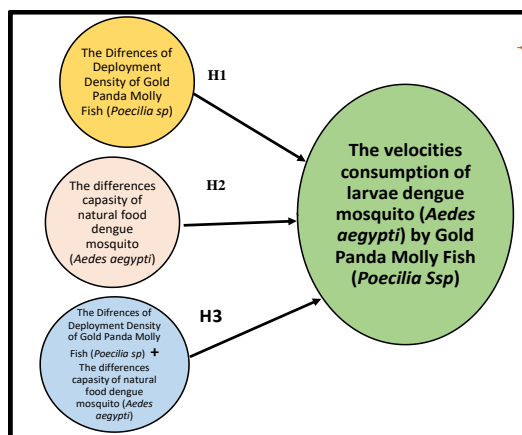 The Difrences of
Deployment
Density of Gold
Panda Molly
Fish (Poecilia sp)
H1
The differences
capasity of
natural food
dengue
mosquito
(Aedes aegypti)
H2
The Difrences of
Deployment Density
of Gold Panda Molly
Fish (Poecilia sp) +
The differences
capasity of natural
food dengue
mosquito (Aedes
aegypti)
H3
The velocities
consumption of
larvae dengue
mosquito (Aedes
aegypti) by Gold
Panda Molly Fish
(Poecilia Ssp)